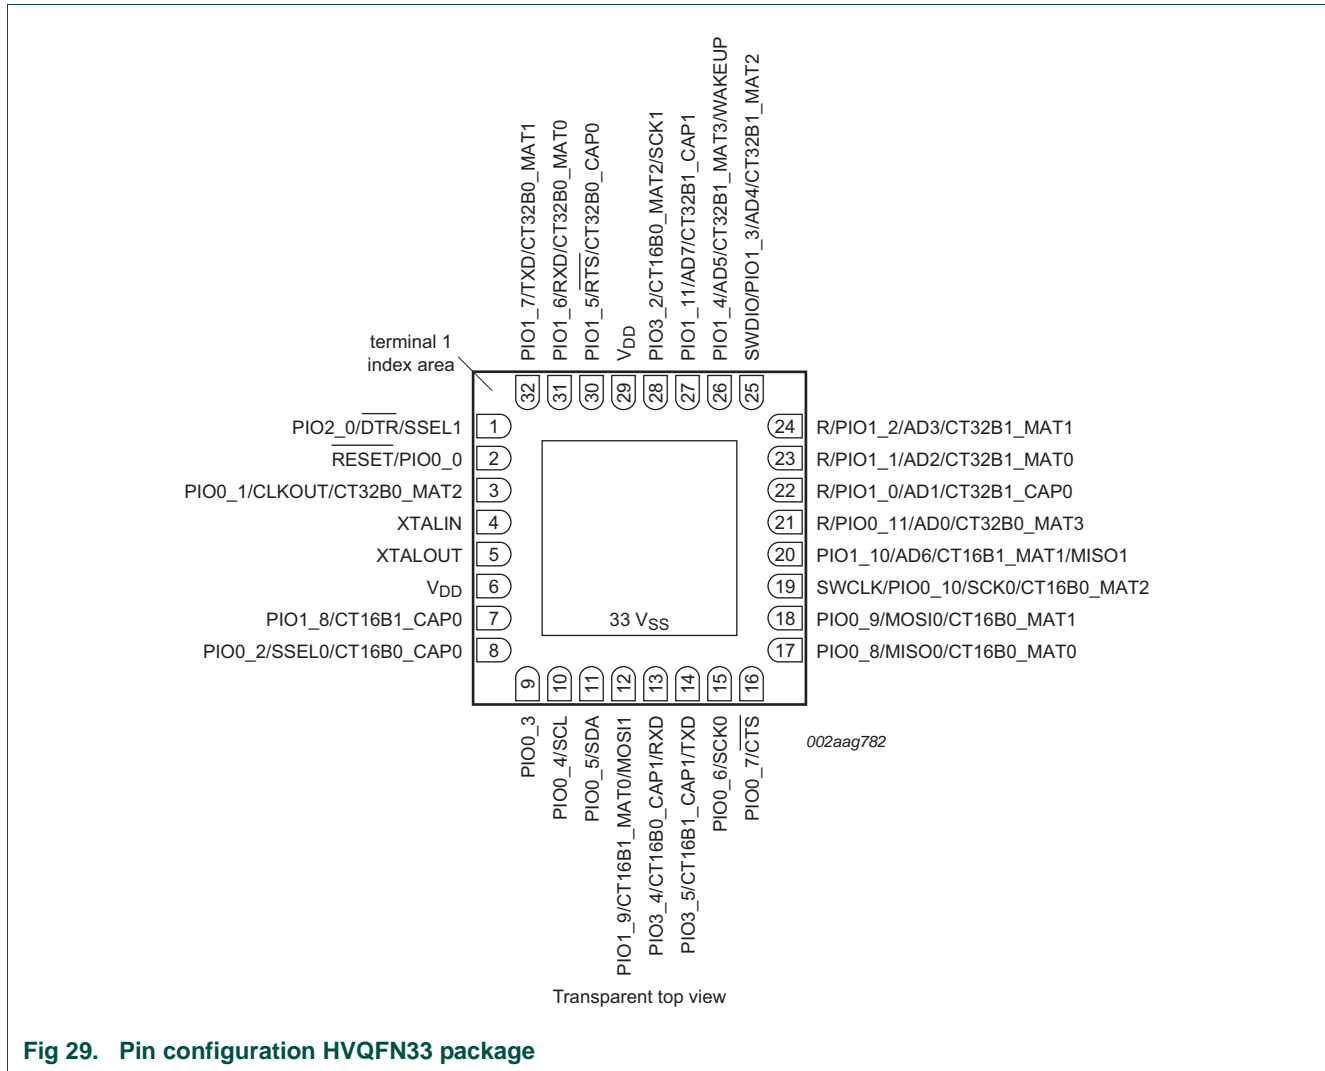 PIO1_7/TXD/CT32B0_MAT1
PIO1_6/RXD/CT32B0_MAT0
PIO1_5/RTS/CT32B0_CAP0
VDD
PIO3_2/CT16B0_MAT2/SCK1
PIO1_11/AD7/CT32B1_CAP1
PIO1_4/AD5/CT32B1_MAT3/WAKEUP
SWDIO/PIO1_3/AD4/CT32B1_MAT2
terminal 1
index area
32 31 30 29 28 27 26 25
PIO2_0/DTR/SSEL1 1
RESET/PIO0_0 2
PIO0_1/CLKOUT/CT32B0_MAT2 3
XTALIN 4
XTALOUT 5
VDD 6
PIO1_8/CT16B1_CAP0 7
PIO0_2/SSEL0/CT16B0_CAP0 8
24 R/PIO1_2/AD3/CT32B1_MAT1
23 R/PIO1_1/AD2/CT32B1_MAT0
22 R/PIO1_0/AD1/CT32B1_CAP0
21 R/PIO0_11/AD0/CT32B0_MAT3
20 PIO1_10/AD6/CT16B1_MAT1/MISO1
19 SWCLK/PIO0_10/SCK0/CT16B0_MAT2
18 PIO0_9/MOSI0/CT16B0_MAT1
17 PIO0_8/MISO0/CT16B0_MAT0
33 VSS
9 10 11 12 13 14 15 16
PIO0_3
PIO0_4/SCL
PIO0_5/SDA
PIO1_9/CT16B1_MAT0/MOSI1
PIO3_4/CT16B0_CAP1/RXD
PIO3_5/CT16B1_CAP1/TXD
PIO0_6/SCK0
PIO0_7/CTS
002aag782
Transparent top view
Fig 29. Pin configuration HVQFN33 package